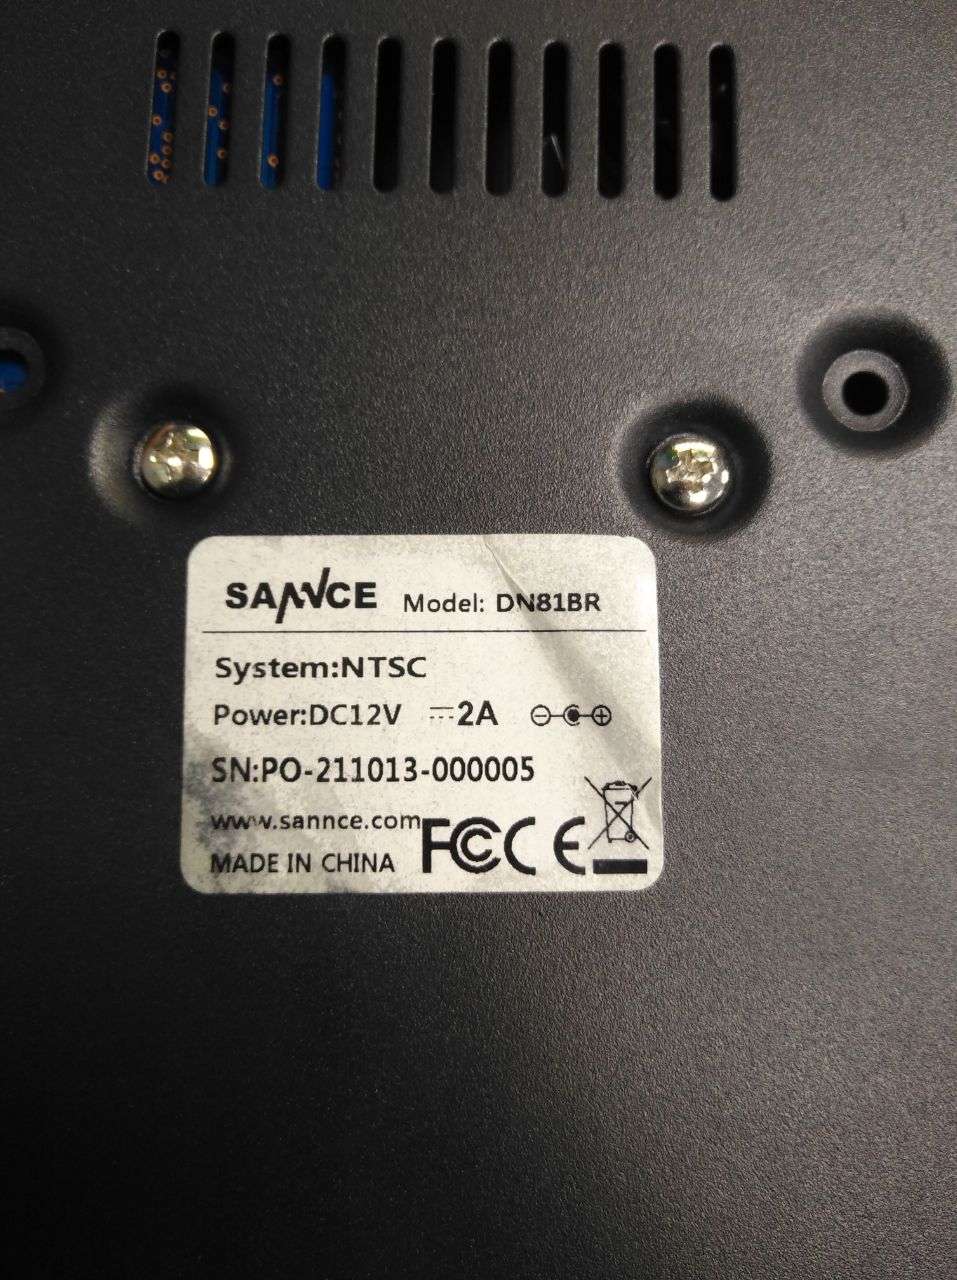 SANNCE Model: DN81BR
System:NTSC
Power:DC12V 2A
SN:PO-211013-000005
www.sannce.com
MADE IN CHINA FC CE